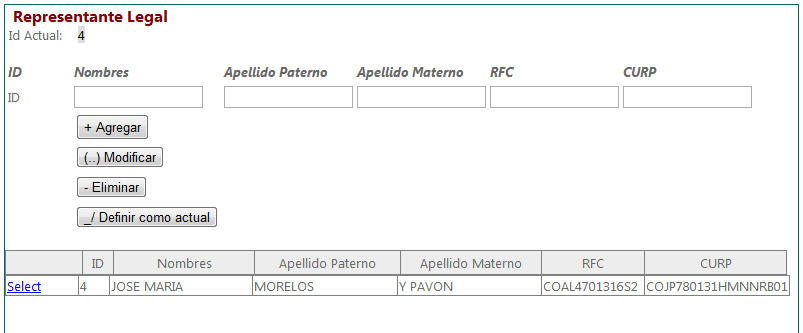 Representante Legal
Id Actual: 4
ID Nombres Apellido Paterno Apellido Materno RFC CURP
ID
+ Agregar
(..) Modificar
- Eliminar
_/ Definir como actual
ID Nombres Apellido Paterno Apellido Materno RFC CURP
Select 4 JOSE MARIA MORELOS Y PAVON COAL4701316S2 COJP780131HMNNRB01